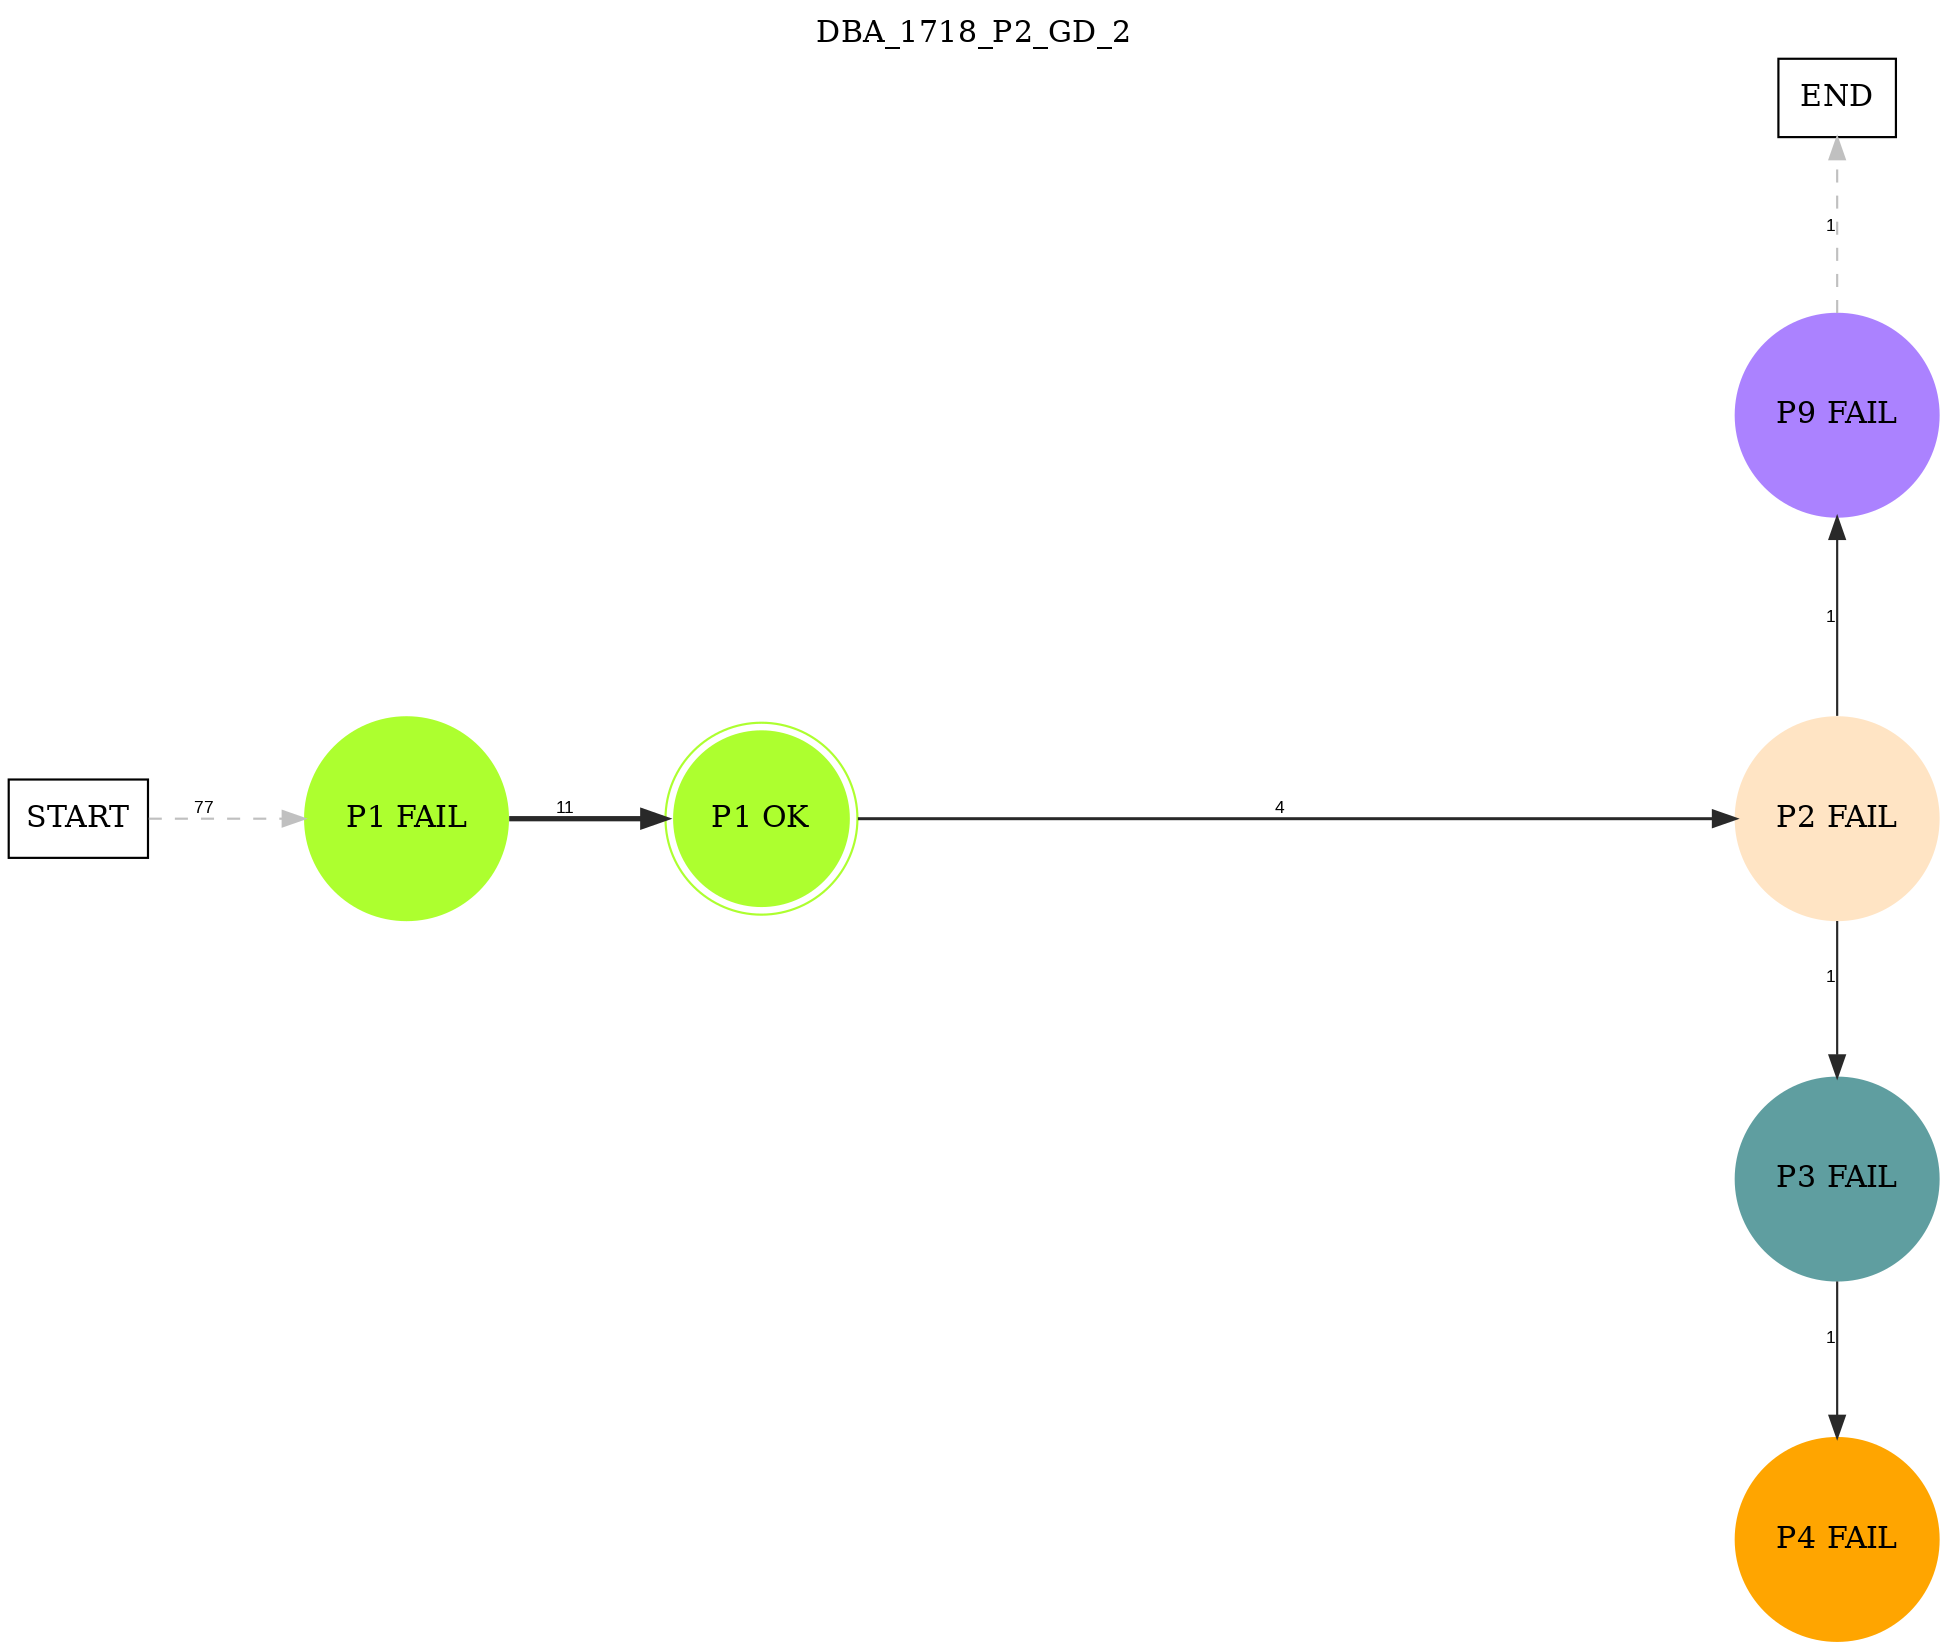 DBA_1718_P2_GD_2
END
1
P9 FAIL
1
START
77
P1 FAIL
11
P1 OK
4
P2 FAIL
1
P3 FAIL
1
P4 FAIL